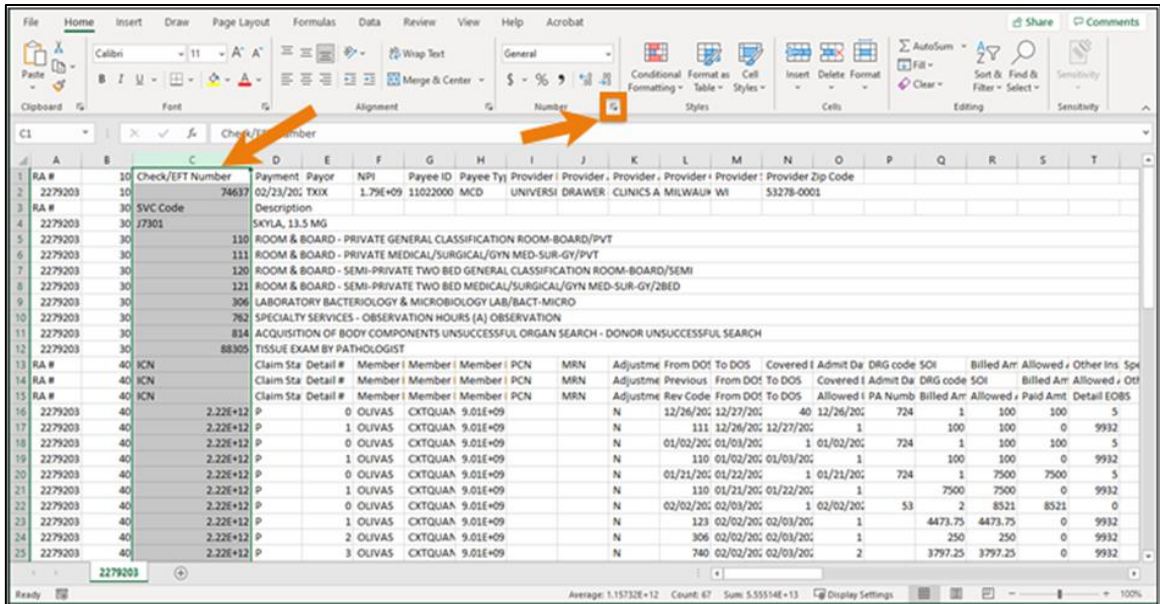 File Home Insert Draw Page Layout Formulas Data Review View Help Acrobat Share Comments
Calibri 11 A^ A˅ Wrap Text General AutoSum
Paste B I U A Merge & Center $ % 9 Conditional Formatting Format as Table Cell Styles Insert Delete Format Fill Clear Sort & Filter Find & Select Sensitivity
Clipboard Font Alignment Number Styles Cells Editing Sensitivity
C1 fx Check/EFT Number
A B C D E F G H I J K L M N O P Q R S T
1 RA # 10 Check/EFT Number Payment Payor NPI Payee ID Payee Typ Provider Provider Provider Provider Provider Provider Zip Code
2 2279203 10 74637 02/23/202 TXIX 1.79E+09 11022000 MCD UNIVERSI DRAWER CLINICS A MILWAUK WI 53278-0001
3 RA # 30 SVC Code Description
4 2279203 30 J7301 SKYLA, 13.5 MG
5 2279203 30 110 ROOM & BOARD - PRIVATE GENERAL CLASSIFICATION ROOM-BOARD/PVT
6 2279203 30 111 ROOM & BOARD - PRIVATE MEDICAL/SURGICAL/GYN MED-SUR-GY/PVT
7 2279203 30 120 ROOM & BOARD - SEMI-PRIVATE TWO BED GENERAL CLASSIFICATION ROOM-BOARD/SEMI
8 2279203 30 121 ROOM & BOARD - SEMI-PRIVATE TWO BED MEDICAL/SURGICAL/GYN MED-SUR-GY/2BED
9 2279203 30 306 LABORATORY BACTERIOLOGY & MICROBIOLOGY LAB/BACT-MICRO
10 2279203 30 762 SPECIALTY SERVICES - OBSERVATION HOURS (A) OBSERVATION
11 2279203 30 814 ACQUISITION OF BODY COMPONENTS UNSUCCESSFUL ORGAN SEARCH - DONOR UNSUCCESSFUL SEARCH
12 2279203 30 88305 TISSUE EXAM BY PATHOLOGIST
13 RA # 40 ICN Claim Sta Detail # Member Member Member PCN MRN Adjustme From DOS To DOS Covered Admit Da DRG code SOI Billed Am Allowed Other Ins Spe
14 RA # 40 ICN Claim Sta Detail # Member Member Member PCN MRN Adjustme Previous From DOS To DOS Covered Admit Da DRG code SOI Billed Am Allowed Oth
15 RA # 40 ICN Claim Sta Detail # Member Member Member PCN MRN Adjustme Rev Code From DOS To DOS Allowed PA Numb Billed Am Allowed Paid Amt Detail EOBS
16 2279203 40 2.22E+12 P 0 OLIVAS CXTQUAN 9.01E+09 N 12/26/202 12/27/202 40 12/26/202 724 1 100 100 5
17 2279203 40 2.22E+12 P 1 OLIVAS CXTQUAN 9.01E+09 N 111 12/26/202 12/27/202 1 100 100 0 9932
18 2279203 40 2.22E+12 P 0 OLIVAS CXTQUAN 9.01E+09 N 01/02/202 01/03/202 1 01/02/202 724 1 100 100 5
19 2279203 40 2.22E+12 P 1 OLIVAS CXTQUAN 9.01E+09 N 110 01/02/202 01/03/202 1 100 100 0 9932
20 2279203 40 2.22E+12 P 0 OLIVAS CXTQUAN 9.01E+09 N 01/21/202 01/22/202 1 01/21/202 724 1 7500 7500 5
21 2279203 40 2.22E+12 P 1 OLIVAS CXTQUAN 9.01E+09 N 110 01/21/202 01/22/202 1 7500 7500 0 9932
22 2279203 40 2.22E+12 P 0 OLIVAS CXTQUAN 9.01E+09 N 02/02/202 02/03/202 1 02/02/202 53 2 8521 8521 0
23 2279203 40 2.22E+12 P 1 OLIVAS CXTQUAN 9.01E+09 N 123 02/02/202 02/03/202 1 4473.75 4473.75 0 9932
24 2279203 40 2.22E+12 P 2 OLIVAS CXTQUAN 9.01E+09 N 306 02/02/202 02/03/202 1 250 250 0 9932
25 2279203 40 2.22E+12 P 3 OLIVAS CXTQUAN 9.01E+09 N 740 02/02/202 02/03/202 2 3797.25 3797.25 0 9932
2279203
Ready Average: 1.15732E+12 Count: 67 Sum: 5.55514E+13 Display Settings 100%